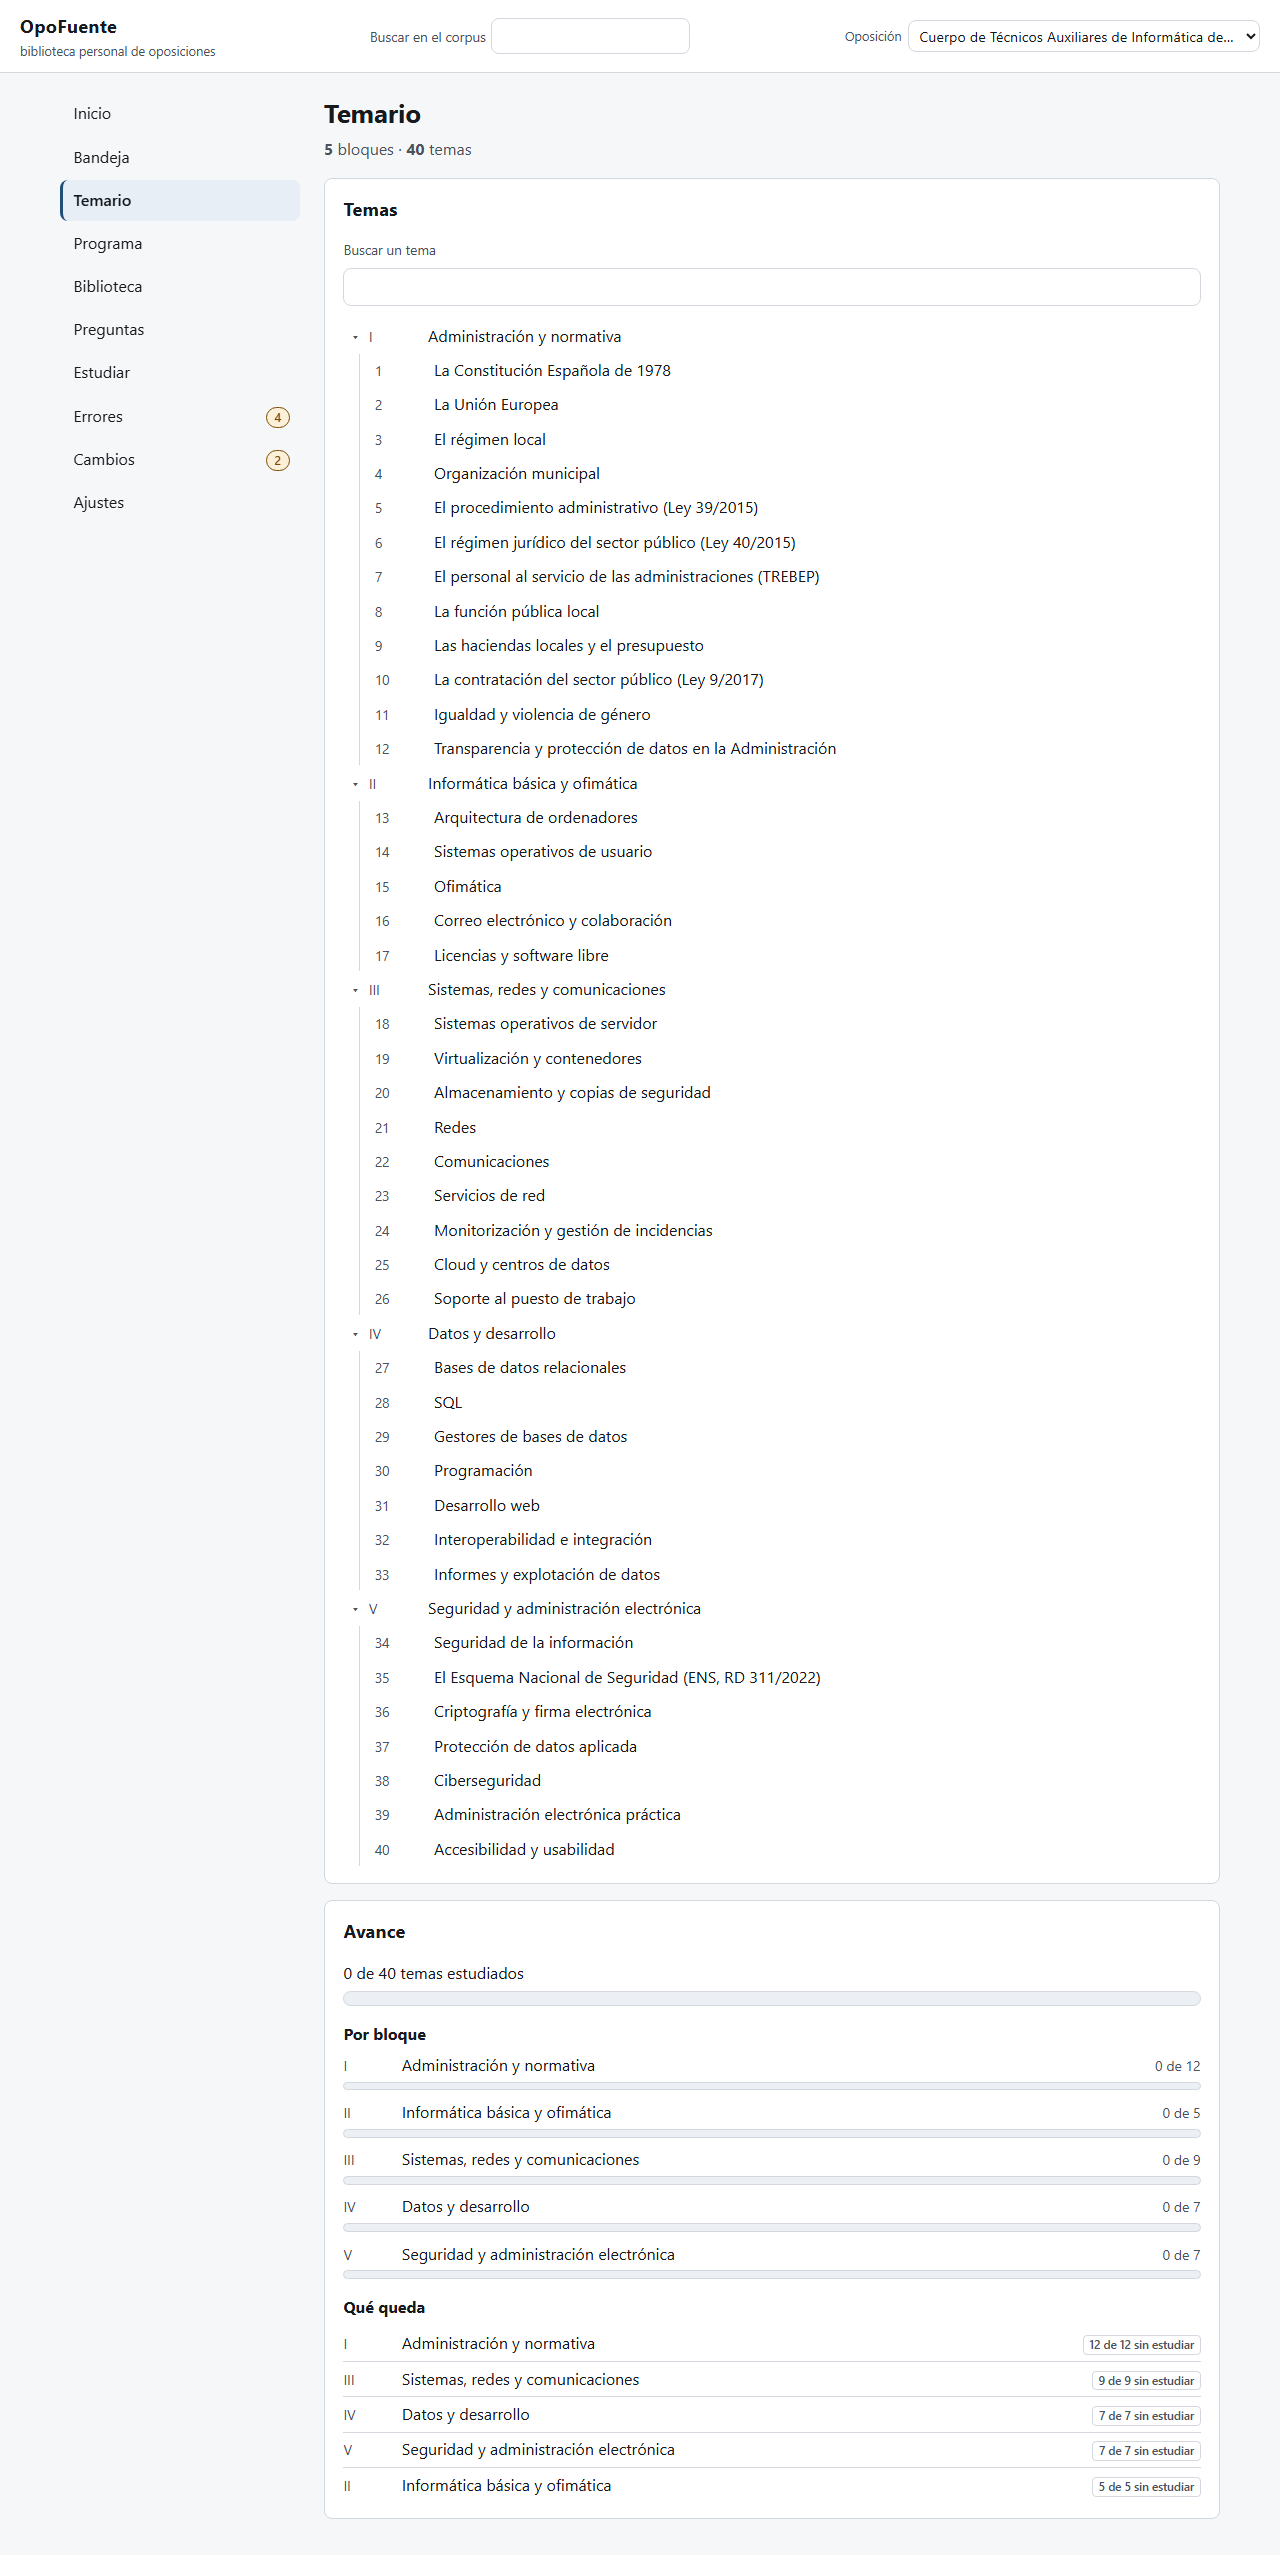 OpoFuente
biblioteca personal de oposiciones
Buscar en el corpus
Oposición
Cuerpo de Técnicos Auxiliares de Informática de...
Inicio
Bandeja
Temario
Programa
Biblioteca
Preguntas
Estudiar
Errores 4
Cambios 2
Ajustes
Temario
5 bloques · 40 temas
Temas
Buscar un tema
I Administración y normativa
1 La Constitución Española de 1978
2 La Unión Europea
3 El régimen local
4 Organización municipal
5 El procedimiento administrativo (Ley 39/2015)
6 El régimen jurídico del sector público (Ley 40/2015)
7 El personal al servicio de las administraciones (TREBEP)
8 La función pública local
9 Las haciendas locales y el presupuesto
10 La contratación del sector público (Ley 9/2017)
11 Igualdad y violencia de género
12 Transparencia y protección de datos en la Administración
II Informática básica y ofimática
13 Arquitectura de ordenadores
14 Sistemas operativos de usuario
15 Ofimática
16 Correo electrónico y colaboración
17 Licencias y software libre
III Sistemas, redes y comunicaciones
18 Sistemas operativos de servidor
19 Virtualización y contenedores
20 Almacenamiento y copias de seguridad
21 Redes
22 Comunicaciones
23 Servicios de red
24 Monitorización y gestión de incidencias
25 Cloud y centros de datos
26 Soporte al puesto de trabajo
IV Datos y desarrollo
27 Bases de datos relacionales
28 SQL
29 Gestores de bases de datos
30 Programación
31 Desarrollo web
32 Interoperabilidad e integración
33 Informes y explotación de datos
V Seguridad y administración electrónica
34 Seguridad de la información
35 El Esquema Nacional de Seguridad (ENS, RD 311/2022)
36 Criptografía y firma electrónica
37 Protección de datos aplicada
38 Ciberseguridad
39 Administración electrónica práctica
40 Accesibilidad y usabilidad
Avance
0 de 40 temas estudiados
Por bloque
I Administración y normativa 0 de 12
II Informática básica y ofimática 0 de 5
III Sistemas, redes y comunicaciones 0 de 9
IV Datos y desarrollo 0 de 7
V Seguridad y administración electrónica 0 de 7
Qué queda
I Administración y normativa 12 de 12 sin estudiar
III Sistemas, redes y comunicaciones 9 de 9 sin estudiar
IV Datos y desarrollo 7 de 7 sin estudiar
V Seguridad y administración electrónica 7 de 7 sin estudiar
II Informática básica y ofimática 5 de 5 sin estudiar